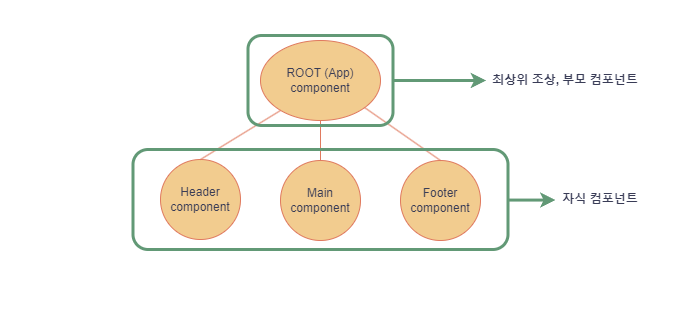 ROOT (App)
component
최상위 조상, 부모 컴포넌트
Header
component
Main
component
Footer
component
자식 컴포넌트